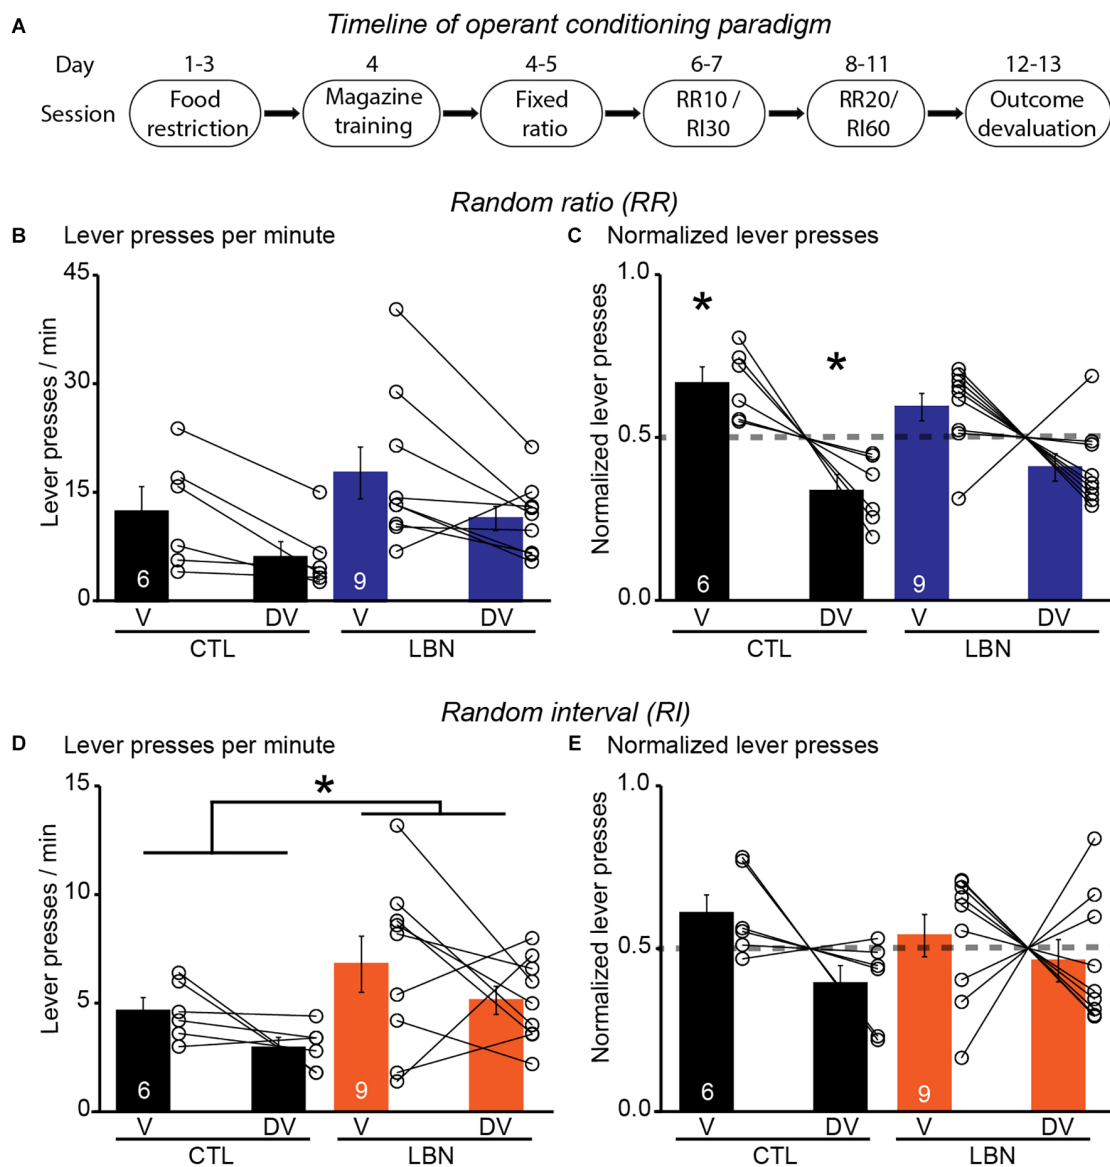 A Timeline of operant conditioning paradigm
Day 1-3 4 4-5 6-7 8-11 12-13
Session Food restriction Magazine training Fixed ratio RR10 / RI30 RR20/ RI60 Outcome devaluation
Random ratio (RR)
B Lever presses per minute
45
30
15
0
Lever presses / min
6
9
V DV V DV
CTL LBN
C Normalized lever presses
1.0
0.5
0.0
Normalized lever presses
*
*
6
9
V DV V DV
CTL LBN
Random interval (RI)
D Lever presses per minute
15
10
5
0
Lever presses / min
*
6
9
V DV V DV
CTL LBN
E Normalized lever presses
1.0
0.5
0.0
Normalized lever presses
6
9
V DV V DV
CTL LBN